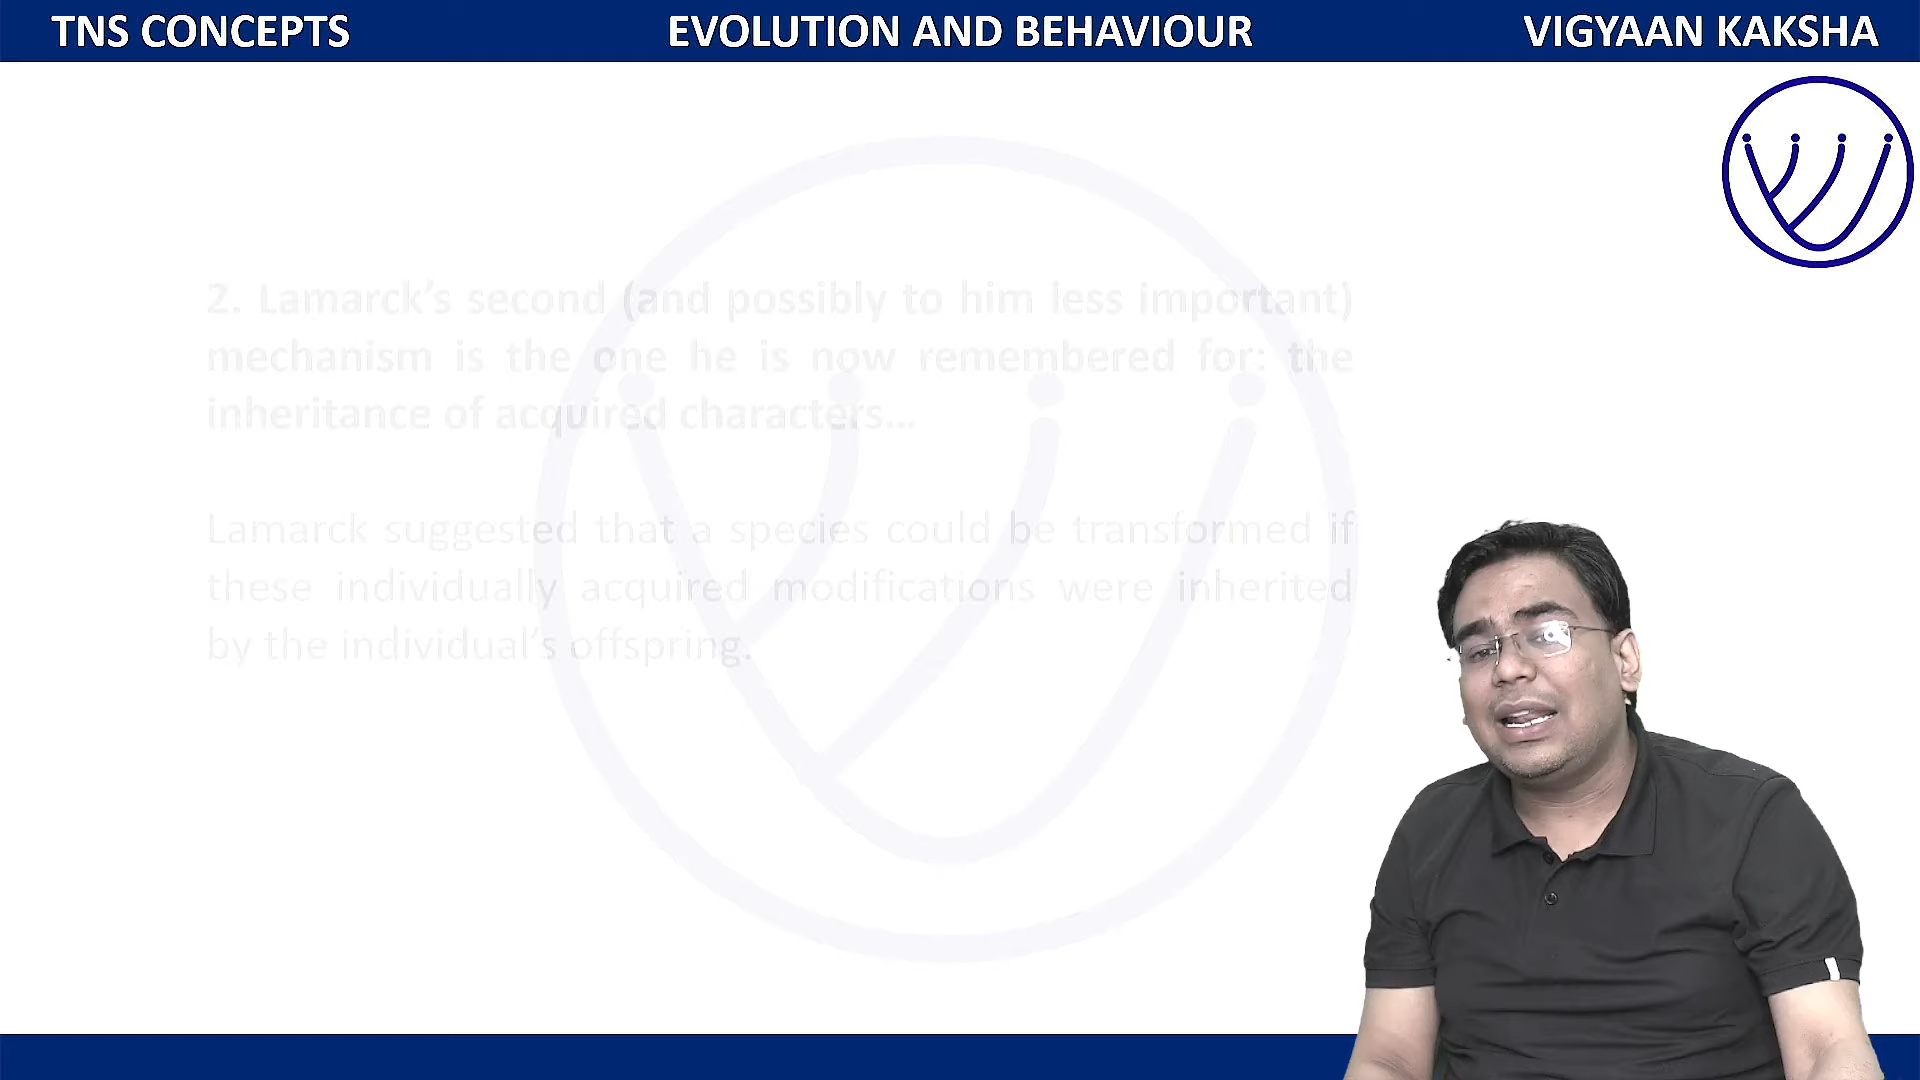 TNS CONCEPTS EVOLUTION AND BEHAVIOUR VIGYAAN KAKSHA
2. Lamarck’s second (and possibly to him less important)
mechanism is the one he is now remembered for: the
inheritance of acquired characters...
Lamarck suggested that a species could be transformed if
these individually acquired modifications were inherited
by the individual’s offspring.